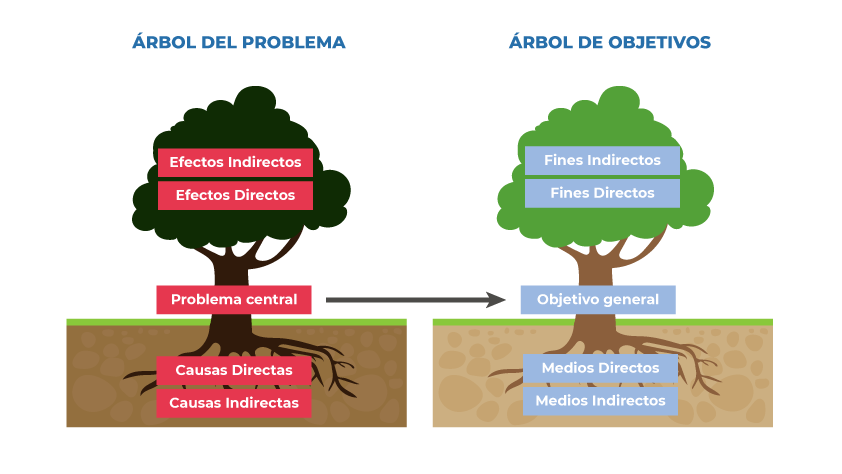 ÁRBOL DEL PROBLEMA
Efectos Indirectos
Efectos Directos
Problema central
Causas Directas
Causas Indirectas
ÁRBOL DE OBJETIVOS
Fines Indirectos
Fines Directos
Objetivo general
Medios Directos
Medios Indirectos